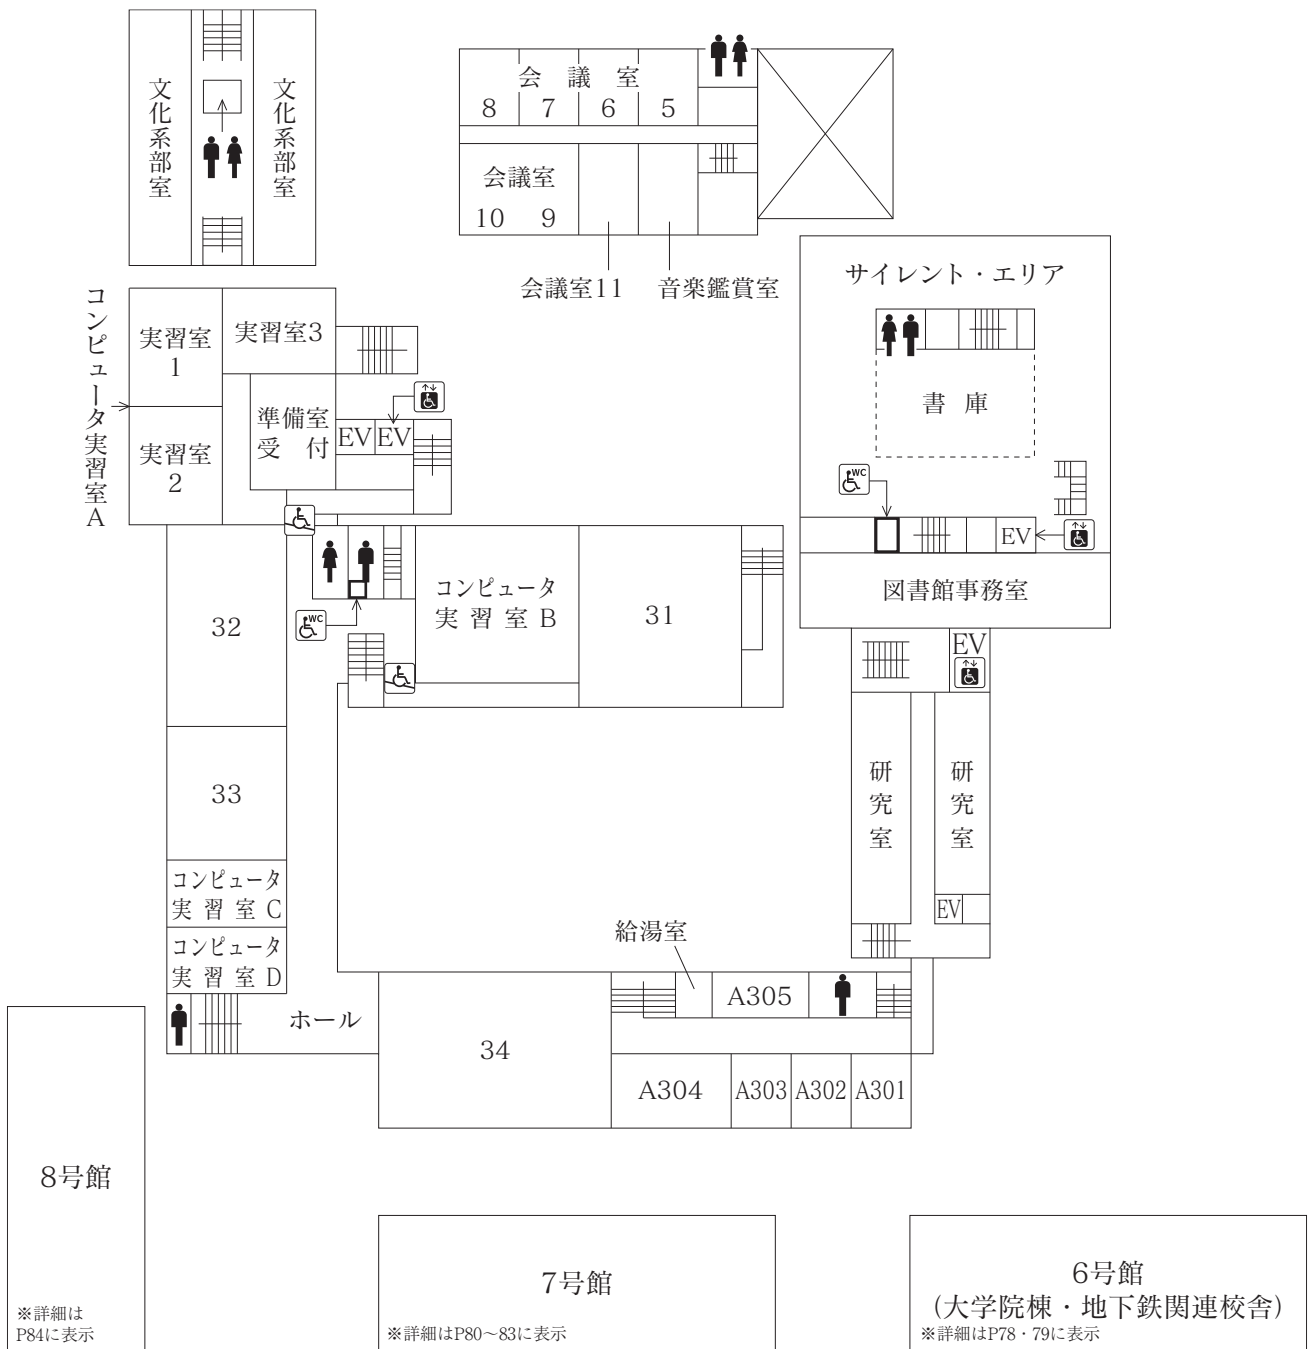 文化系部室
文化系部室
会議室
8 7 6 5
会議室
10 9
会議室11
音楽鑑賞室
サイレント・エリア
書庫
WC
EV
図書館事務室
コンピュータ実習室A
実習室
1
実習室3
実習室
2
準備室
受付
EV
EV
コンピュータ
実習室B
31
WC
32
33
コンピュータ
実習室C
コンピュータ
実習室D
ホール
EV
研究室
研究室
EV
給湯室
A305
34
A304
A303
A302
A301
8号館
※詳細は
P84に表示
7号館
※詳細はP80～83に表示
6号館
(大学院棟・地下鉄関連校舎)
※詳細はP78・79に表示